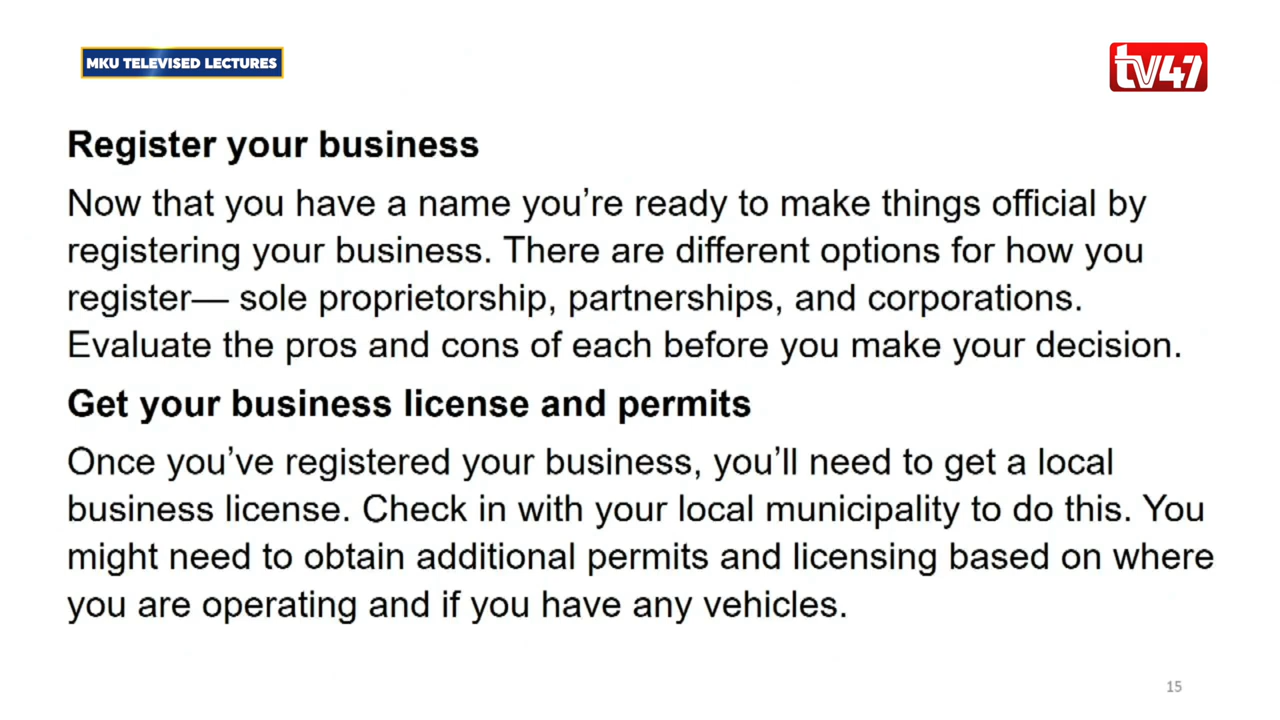 MKU TELEVISED LECTURES
tv47
Register your business
Now that you have a name you’re ready to make things official by
registering your business. There are different options for how you
register— sole proprietorship, partnerships, and corporations.
Evaluate the pros and cons of each before you make your decision.
Get your business license and permits
Once you’ve registered your business, you’ll need to get a local
business license. Check in with your local municipality to do this. You
might need to obtain additional permits and licensing based on where
you are operating and if you have any vehicles.
15